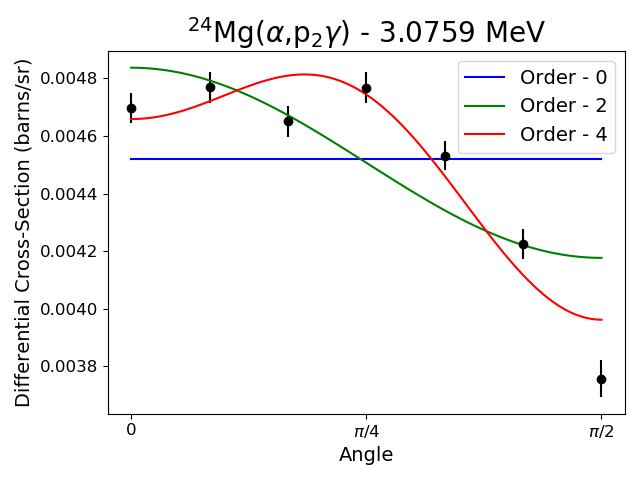 ²⁴Mg(α,p₂γ) - 3.0759 MeV
Differential Cross-Section (barns/sr)
0.0048
0.0046
0.0044
0.0042
0.0040
0.0038
Order - 0
Order - 2
Order - 4
0
π/4
π/2
Angle